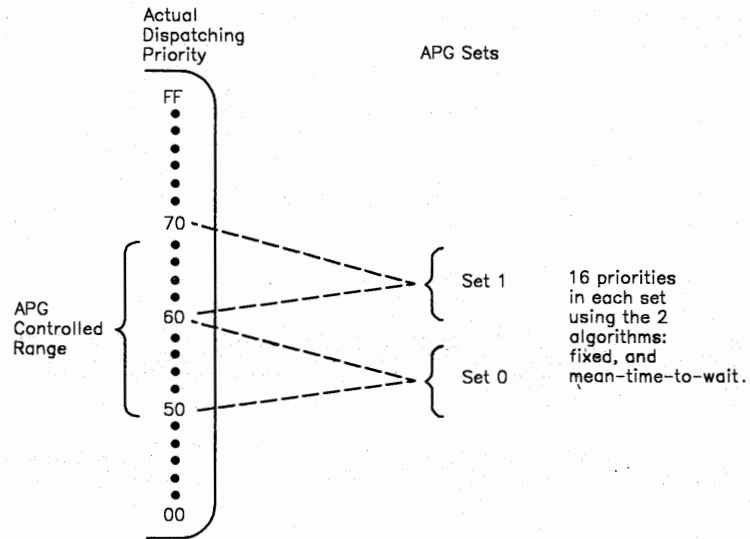 Actual
Dispatching
Priority
APG Sets
FF
70
APG
Controlled
Range
60
50
00
Set 1
Set 0
16 priorities
in each set
using the 2
algorithms:
fixed, and
mean-time-to-wait.